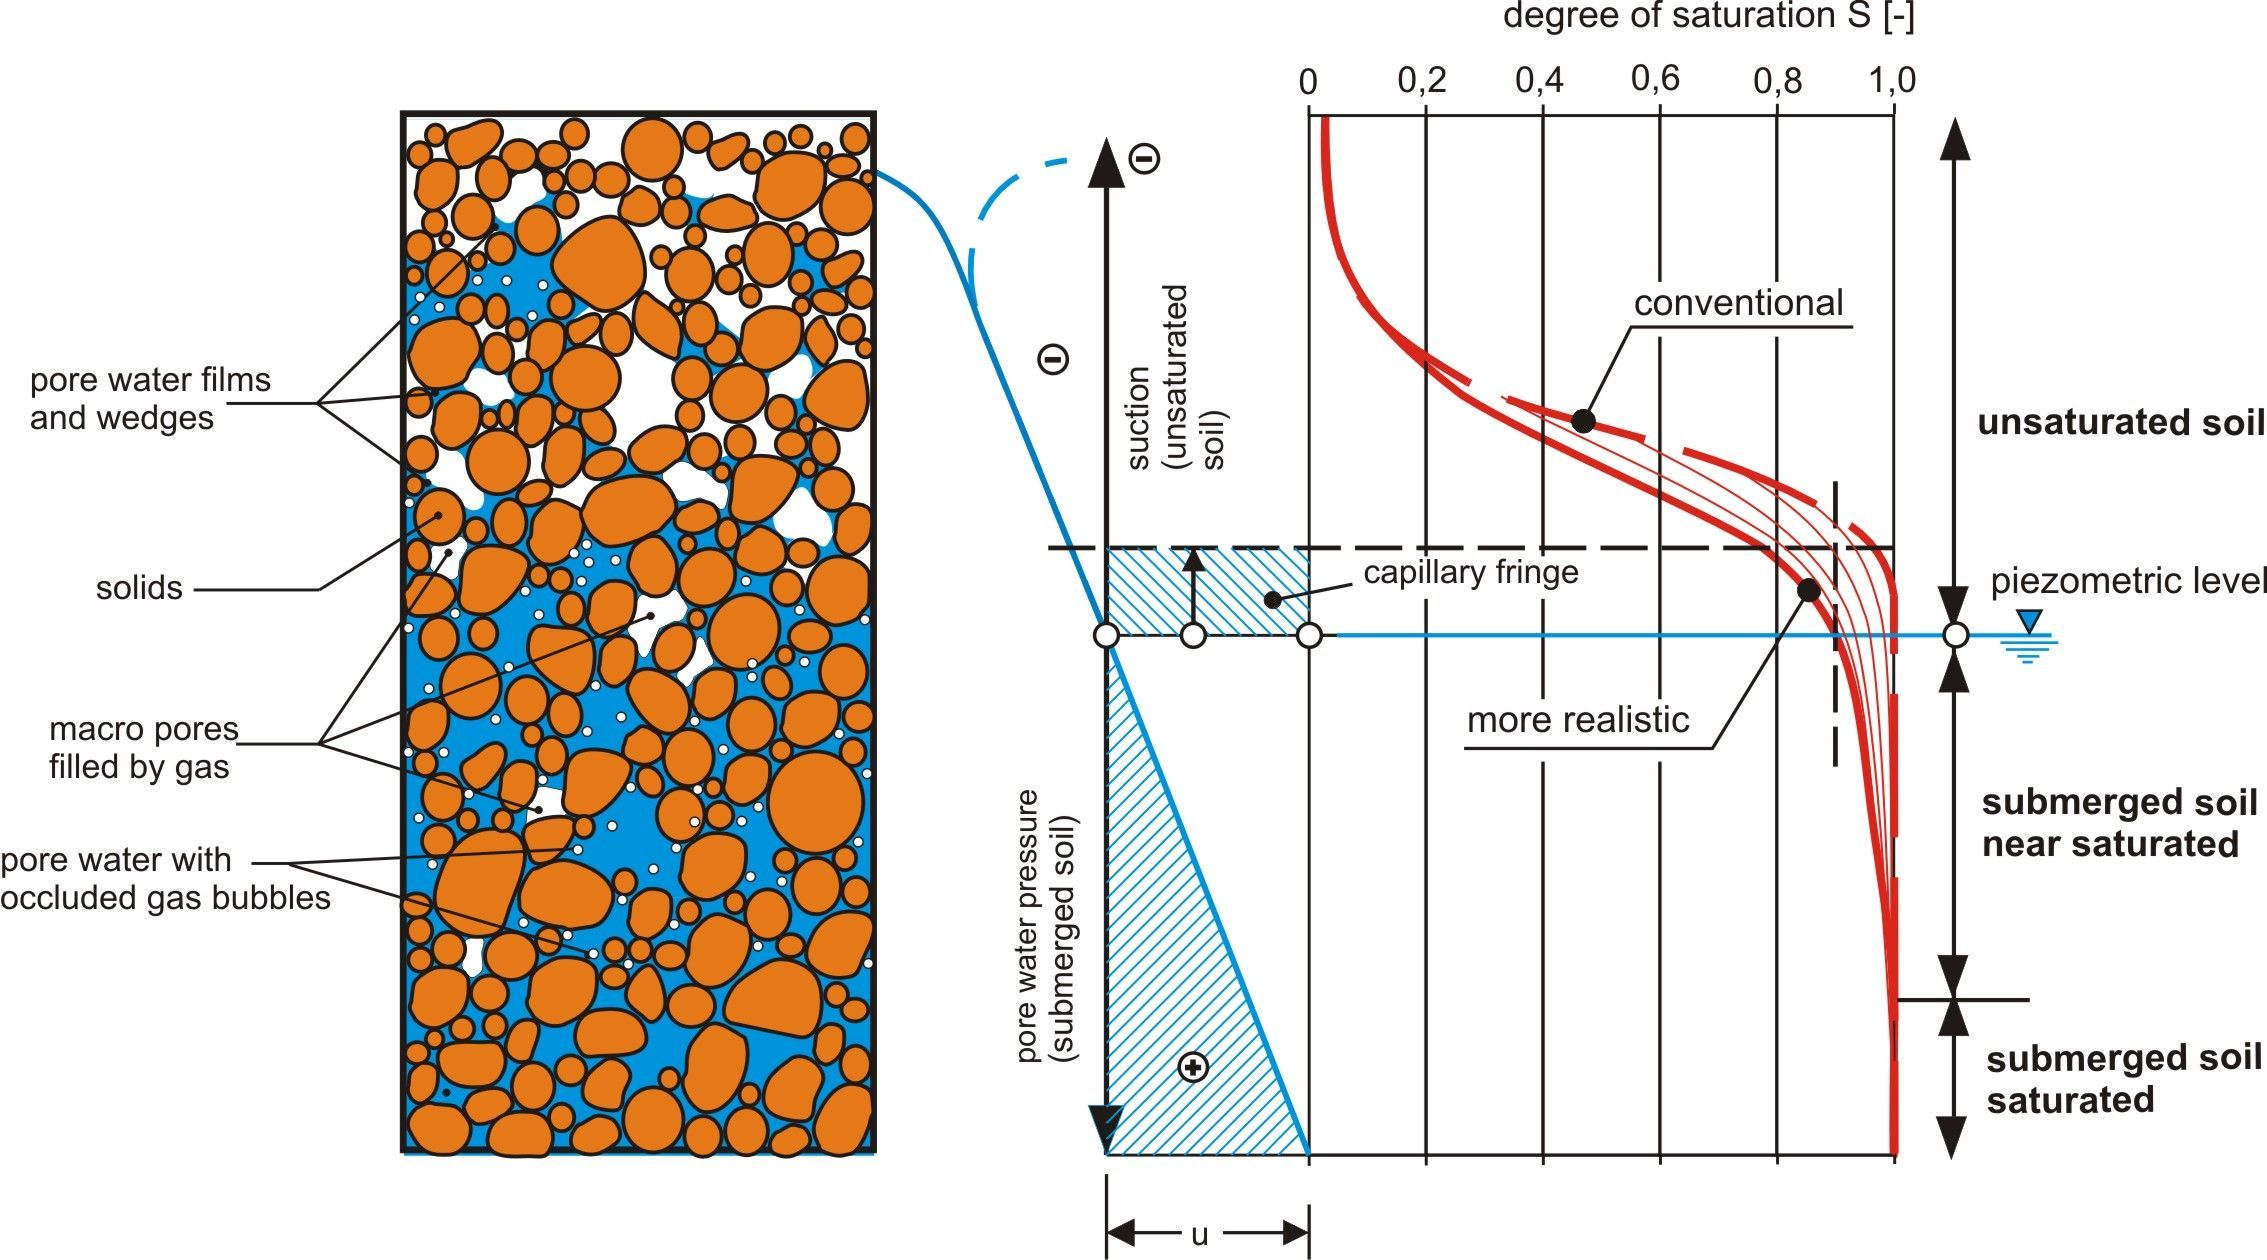 degree of saturation S [-]
0 0,2 0,4 0,6 0,8 1,0
pore water films
and wedges
solids
macro pores
filled by gas
pore water with
occluded gas bubbles
suction
(unsaturated
soil)
pore water pressure
(submerged soil)
u
conventional
capillary fringe
more realistic
unsaturated soil
piezometric level
submerged soil
near saturated
submerged soil
saturated